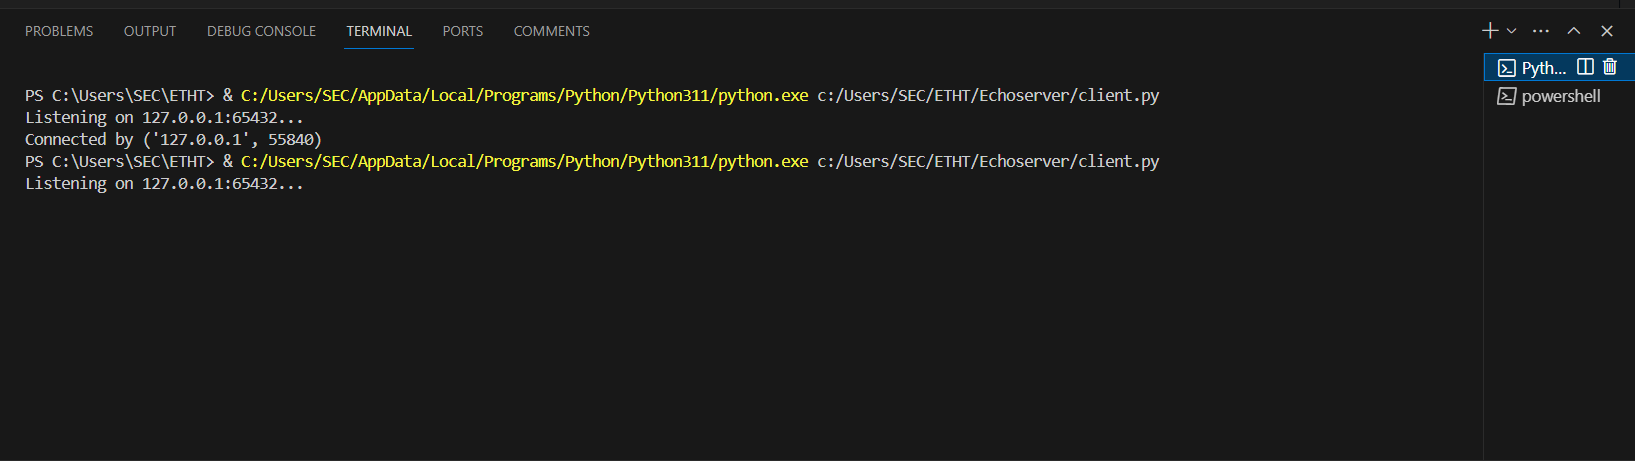 PROBLEMS OUTPUT DEBUG CONSOLE TERMINAL PORTS COMMENTS
Pyth...
powershell
PS C:\Users\SEC\ETHT> & C:/Users/SEC/AppData/Local/Programs/Python/Python311/python.exe c:/Users/SEC/ETHT/Echoserver/client.py
Listening on 127.0.0.1:65432...
Connected by ('127.0.0.1', 55840)
PS C:\Users\SEC\ETHT> & C:/Users/SEC/AppData/Local/Programs/Python/Python311/python.exe c:/Users/SEC/ETHT/Echoserver/client.py
Listening on 127.0.0.1:65432...